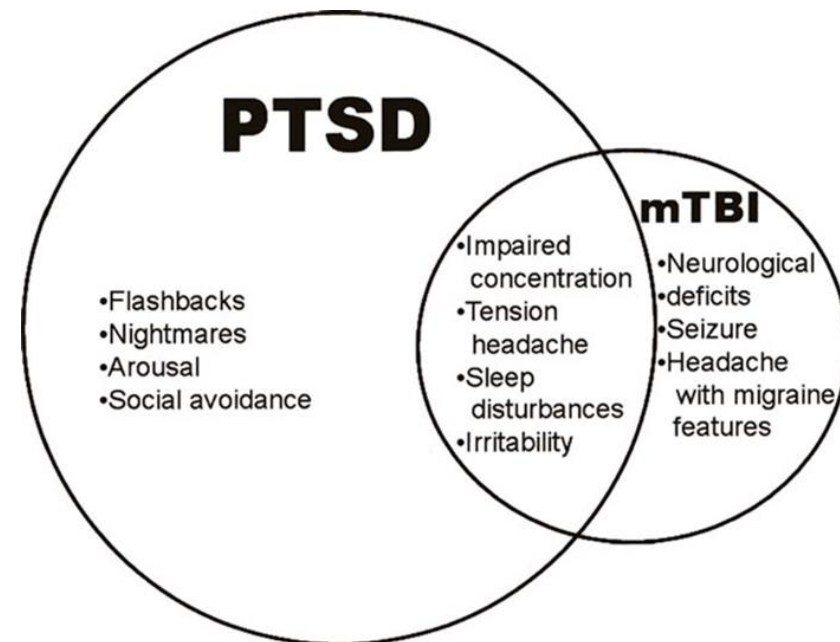 PTSD
•Flashbacks
•Nightmares
•Arousal
•Social avoidance
•Impaired
concentration
•Tension
headache
•Sleep
disturbances
•Irritability
mTBI
•Neurological
•deficits
•Seizure
•Headache
with migraine
features